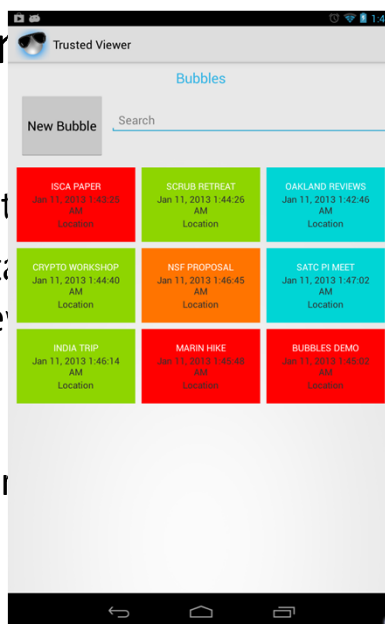 1:4
Trusted Viewer
Bubbles
New Bubble
Search
ISCA PAPER
Jan 11, 2013 1:43:25
AM
Location
SCRUB RETREAT
Jan 11, 2013 1:44:26
AM
Location
OAKLAND REVIEWS
Jan 11, 2013 1:42:46
AM
Location
CRYPTO WORKSHOP
Jan 11, 2013 1:44:40
AM
Location
NSF PROPOSAL
Jan 11, 2013 1:46:45
AM
Location
SATC PI MEET
Jan 11, 2013 1:47:02
AM
Location
INDIA TRIP
Jan 11, 2013 1:46:14
AM
Location
MARIN HIKE
Jan 11, 2013 1:45:48
AM
Location
BUBBLES DEMO
Jan 11, 2013 1:45:02
AM
Location